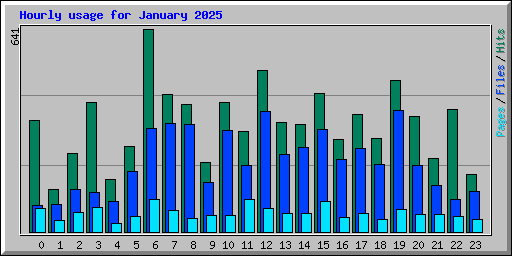 Hourly usage for January 2025
641
Pages / Files / Hits
0 1 2 3 4 5 6 7 8 9 10 11 12 13 14 15 16 17 18 19 20 21 22 23